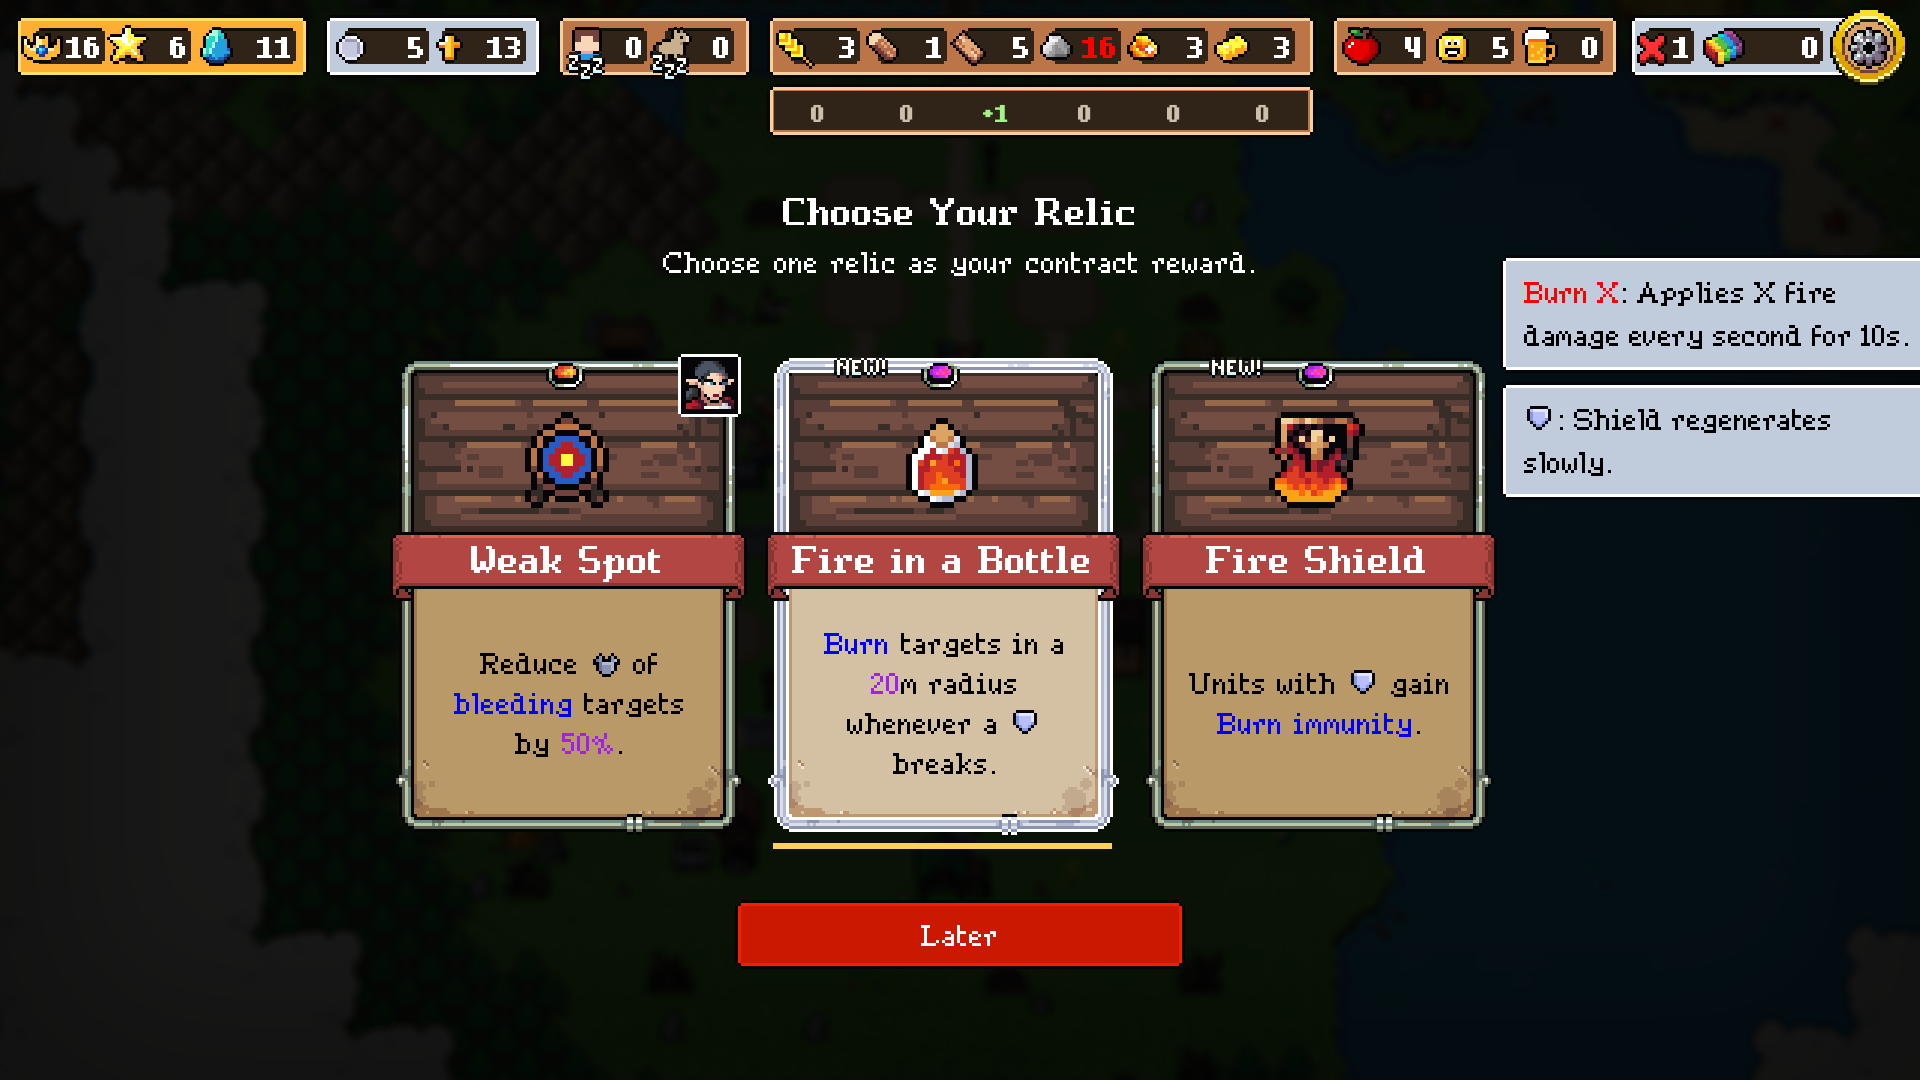 16 6 11 5 13 0 0 3 1 5 16 3 3 4 5 0 1 0
zzz zzz
0 0 +1 0 0 0
Choose Your Relic
Choose one relic as your contract reward.
Burn X: Applies X fire
damage every second for 10s.
: Shield regenerates
slowly.
Weak Spot
Reduce of
bleeding targets
by 50%.
NEW!
Fire in a Bottle
Burn targets in a
20m radius
whenever a
breaks.
NEW!
Fire Shield
Units with gain
Burn immunity.
Later